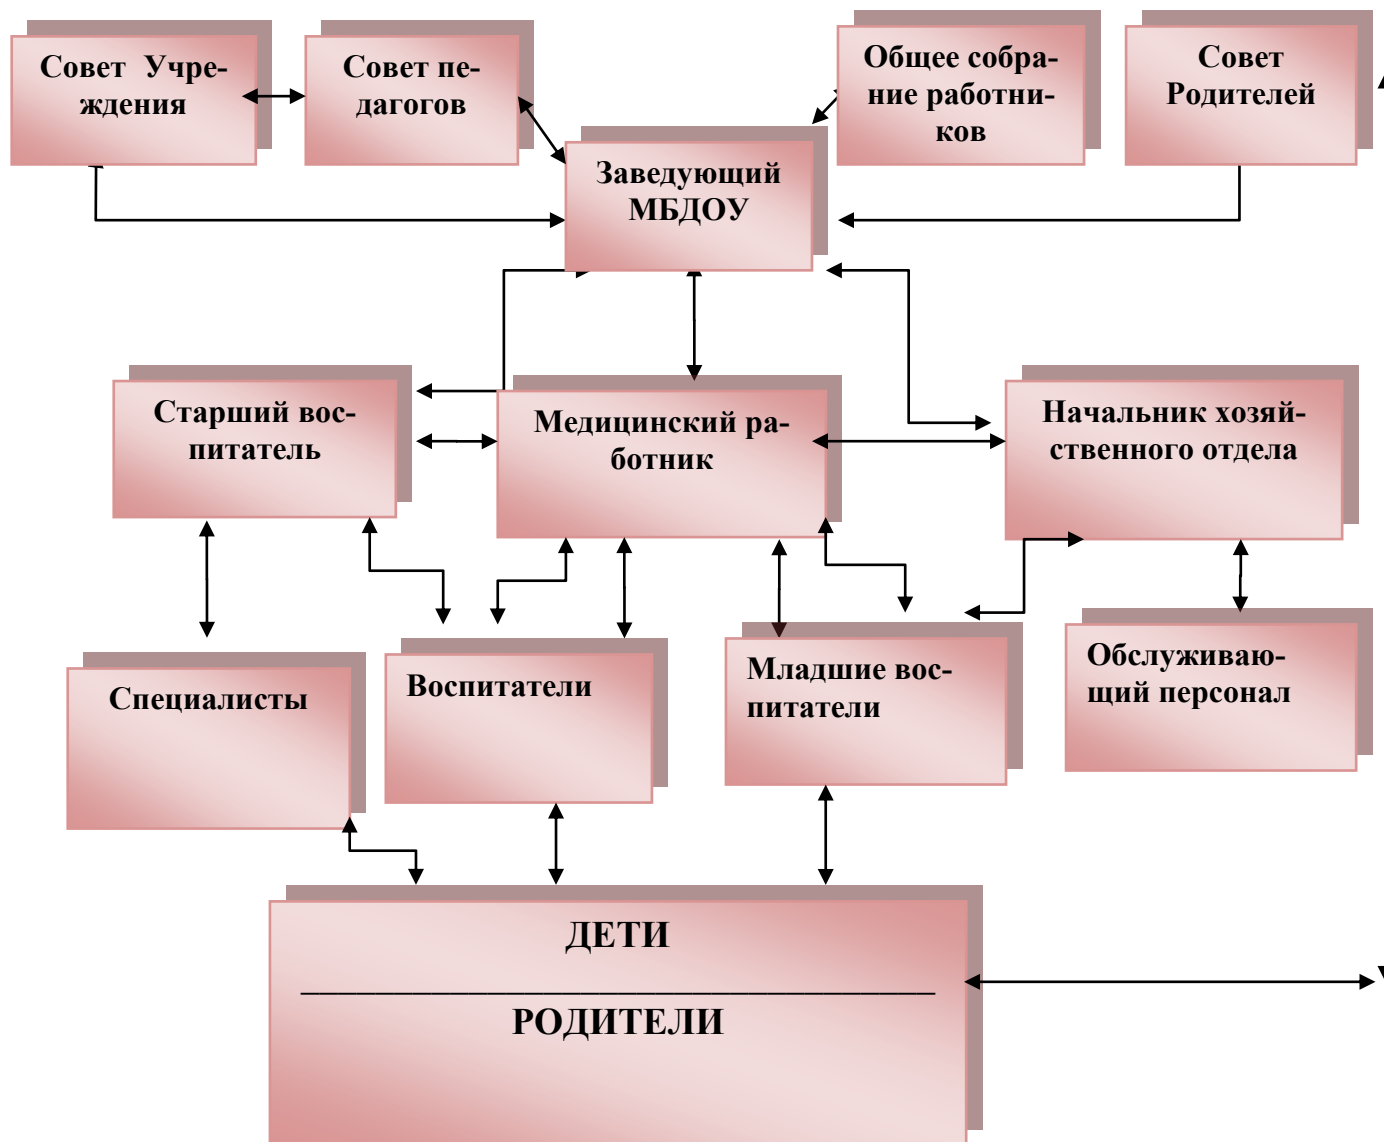 Совет Учре-
ждения
Совет пе-
дагогов
Общее собра-
ние работни-
ков
Совет
Родителей
Заведующий
МБДОУ
Старший вос-
питатель
Медицинский ра-
ботник
Начальник хозяй-
ственного отдела
Специалисты
Воспитатели
Младшие вос-
питатели
Обслуживаю-
щий персонал
ДЕТИ
__________________________________
РОДИТЕЛИ